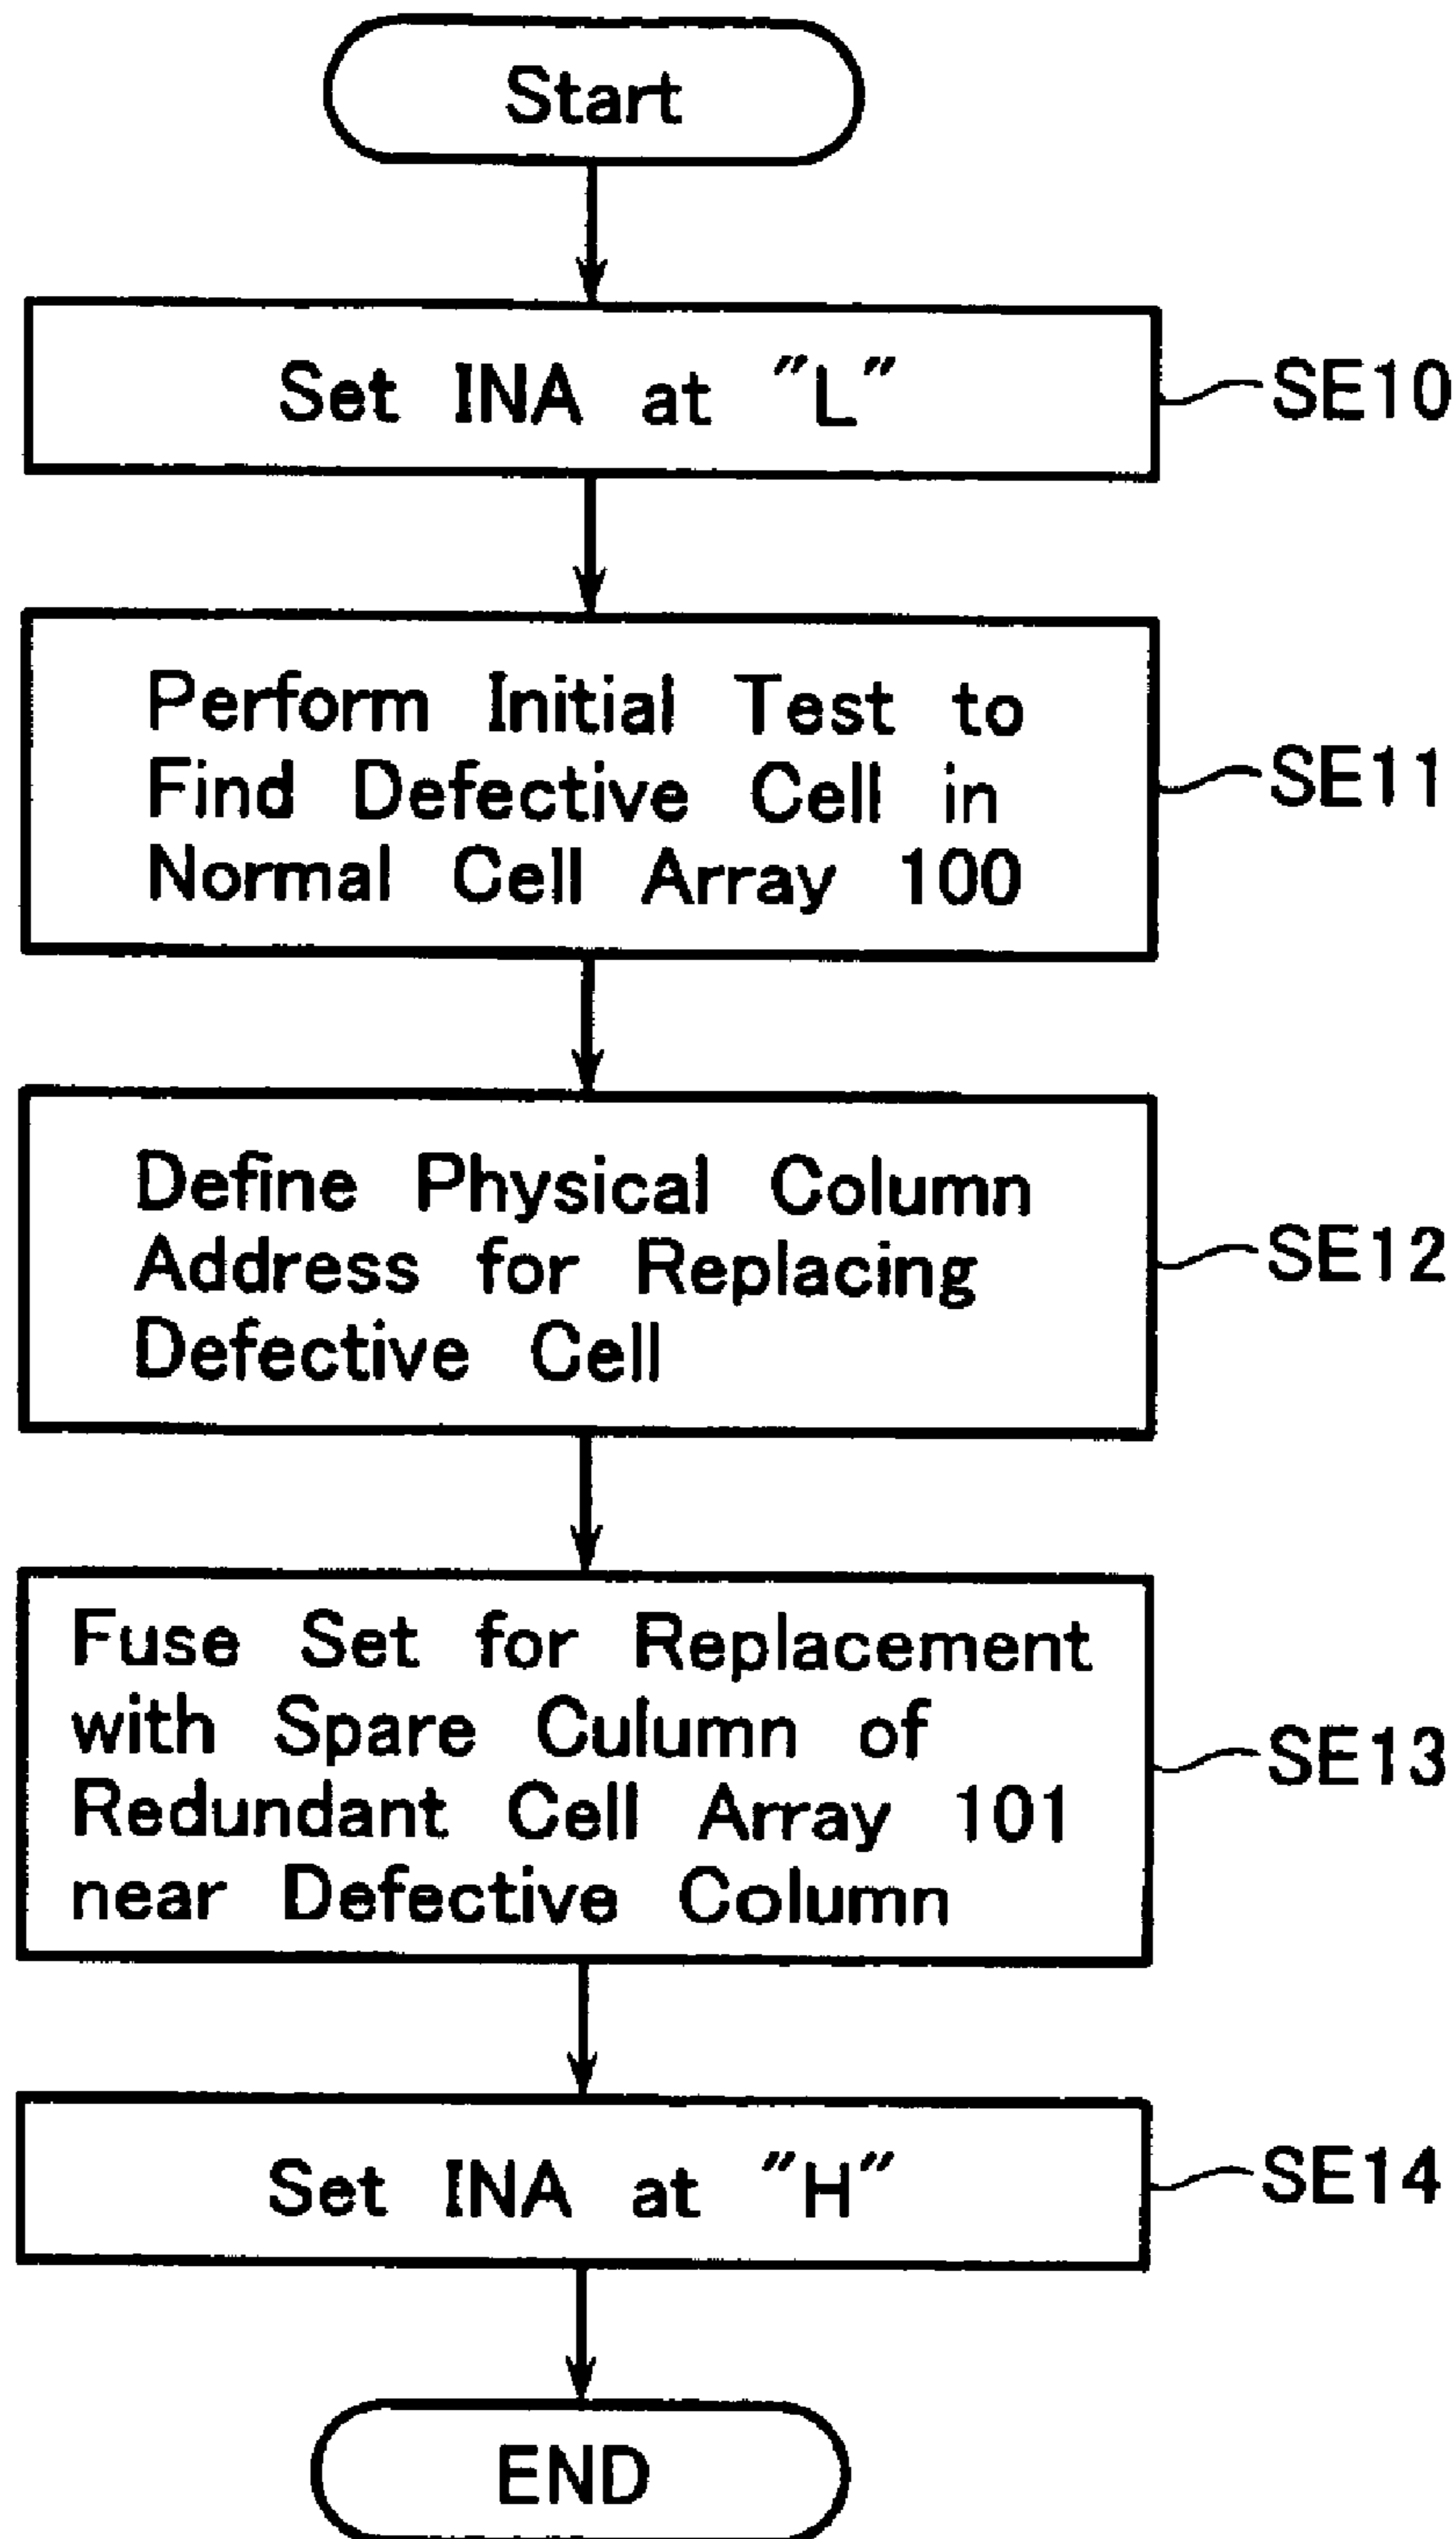 Start
Set INA at "L"
SE10
Perform Initial Test to
Find Defective Cell in
Normal Cell Array 100
SE11
Define Physical Column
Address for Replacing
Defective Cell
SE12
Fuse Set for Replacement
with Spare Culumn of
Redundant Cell Array 101
near Defective Column
SE13
Set INA at "H"
SE14
END